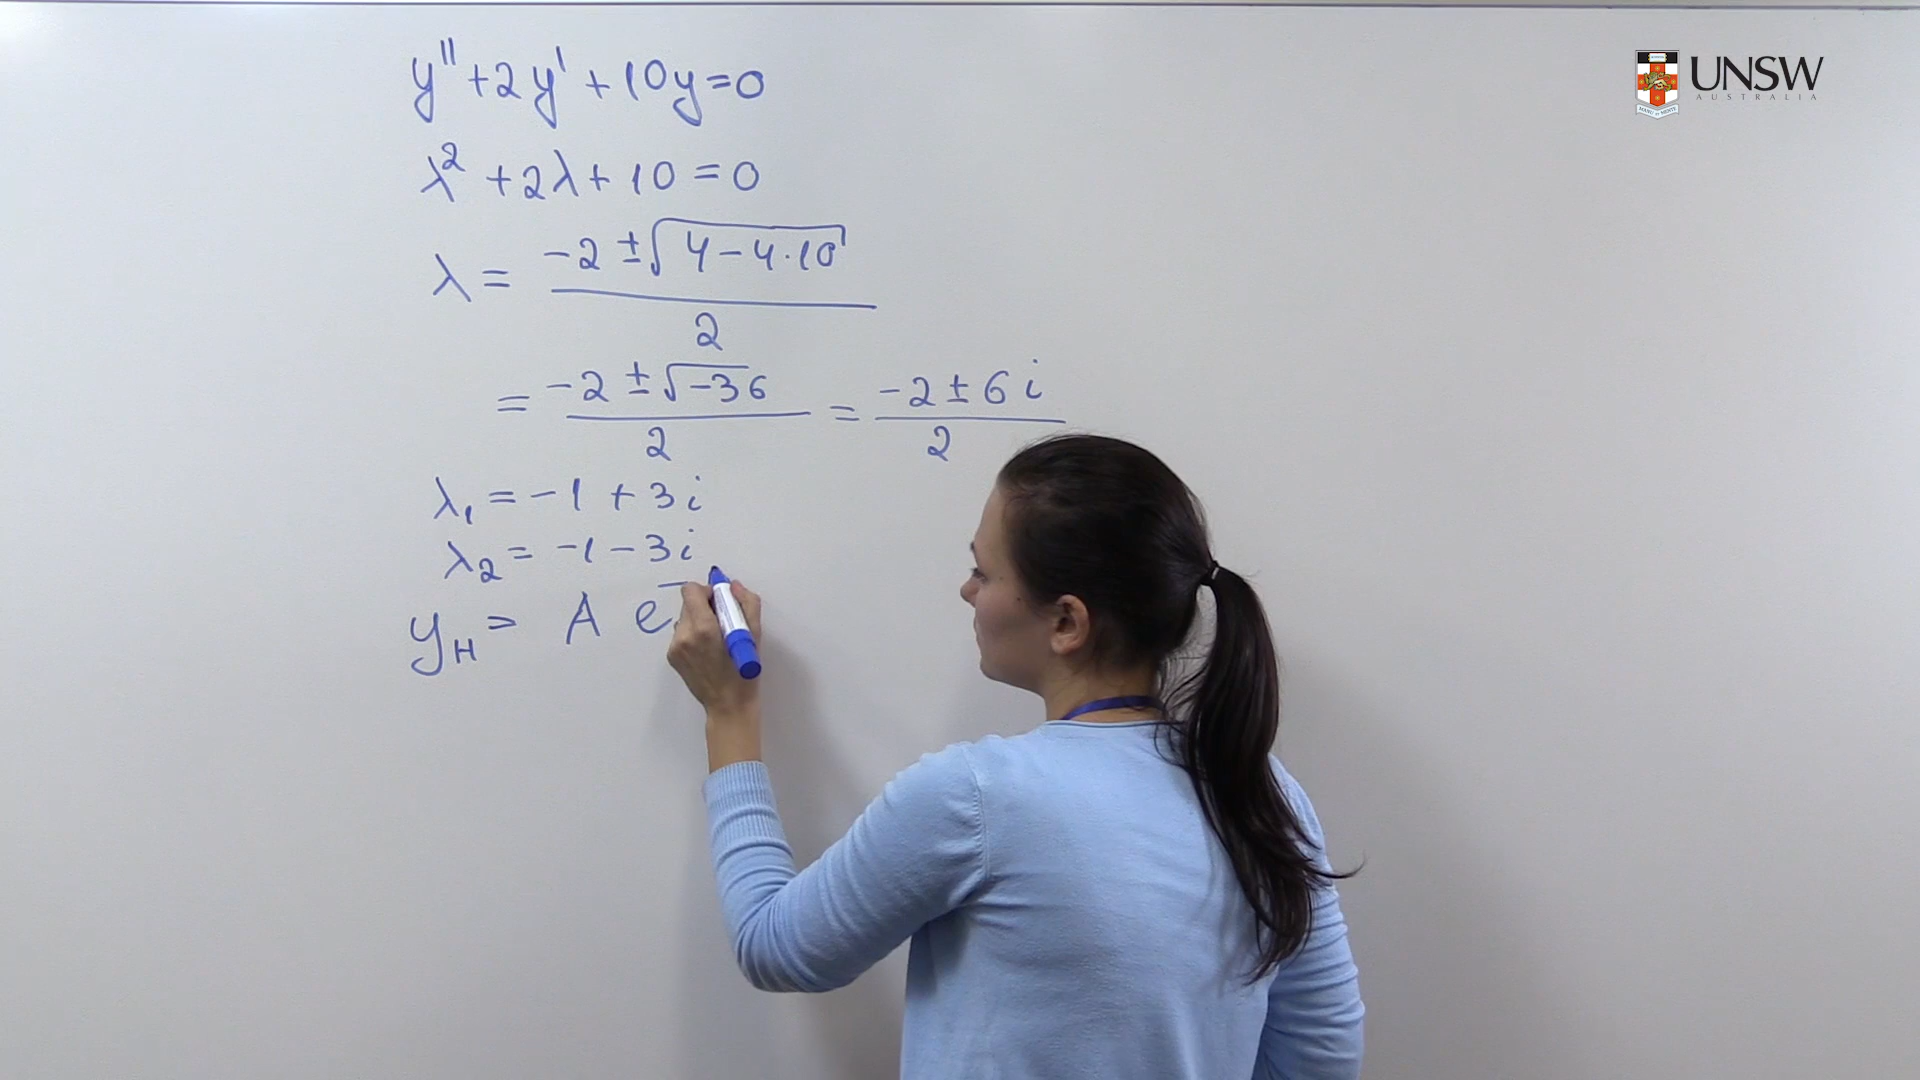 y''+2y'+10y=0
λ²+2λ+10=0
λ= (-2±√(4-4·10))/2
= (-2±√-36)/2 = (-2±6i)/2
λ₁=-1+3i
λ₂=-1-3i
y_H= A e^-
UNSW
AUSTRALIA